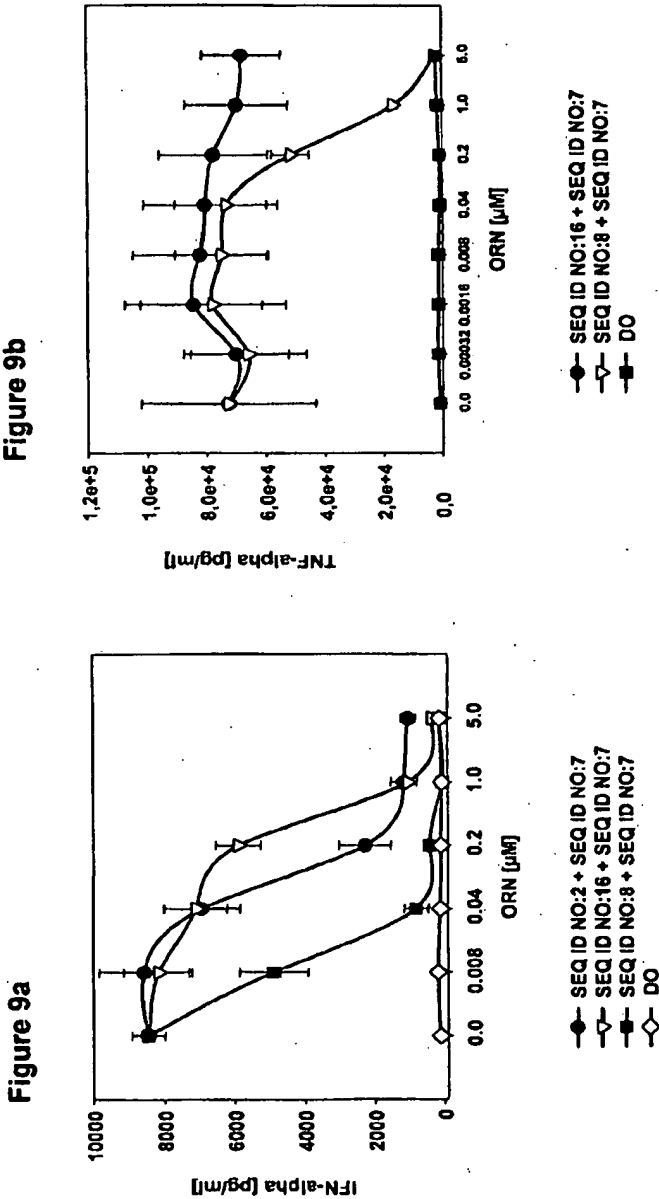 Figure 9a
IFN-alpha [pg/ml]
10000
8000
6000
4000
2000
0
0.0 0.008 0.04 0.2 1.0 5.0
ORN [µM]
SEQ ID NO:2 + SEQ ID NO:7
SEQ ID NO:16 + SEQ ID NO:7
SEQ ID NO:8 + SEQ ID NO:7
DO
Figure 9b
TNF-alpha [pg/ml]
1,2e+5
1,0e+5
8,0e+4
6,0e+4
4,0e+4
2,0e+4
0,0
0.0 0.00032 0.0016 0.008 0.04 0.2 1.0 5.0
ORN [µM]
SEQ ID NO:16 + SEQ ID NO:7
SEQ ID NO:8 + SEQ ID NO:7
DO